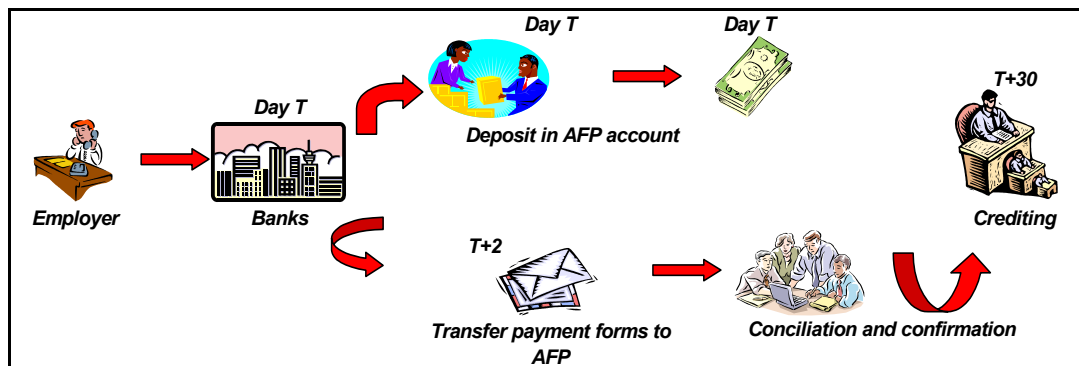 Day T
Day T
T+30
Day T
Deposit in AFP account
Employer
Banks
Crediting
T+2
Transfer payment forms to
AFP
Conciliation and confirmation